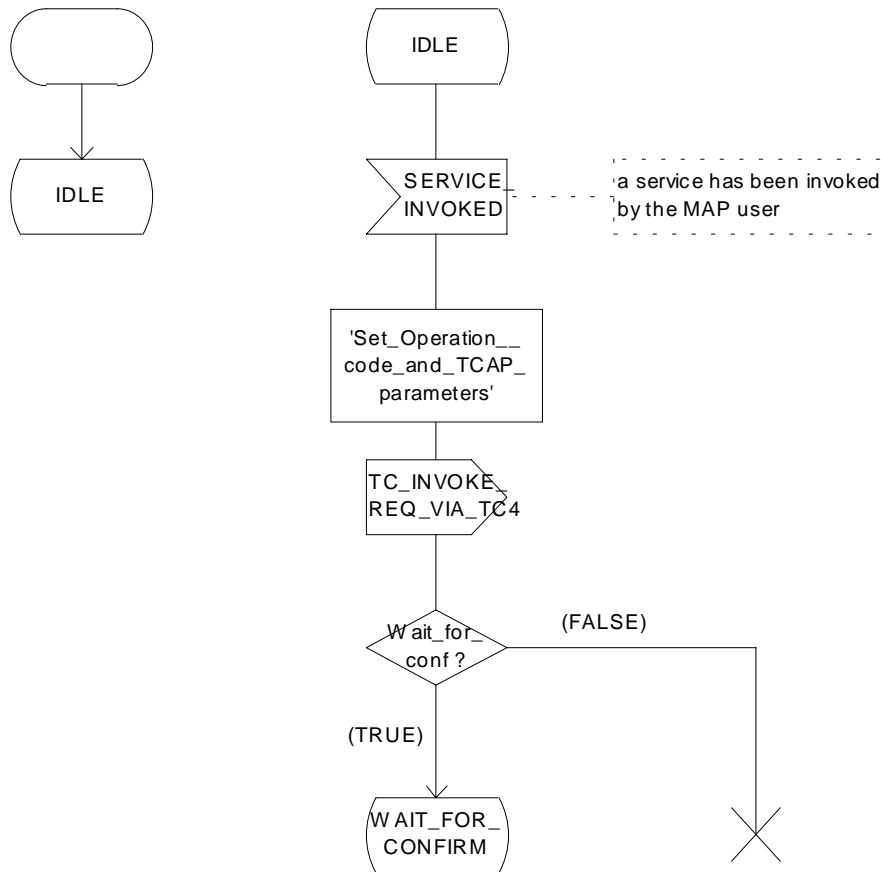 IDLE
IDLE
SERVICE_
INVOKED
a service has been invoked
by the MAP user
'Set_Operation__
code_and_TCAP_
parameters'
TC_INVOKE_
REQ_VIA_TC4
Wait_for_
conf ?
(FALSE)
(TRUE)
WAIT_FOR_
CONFIRM